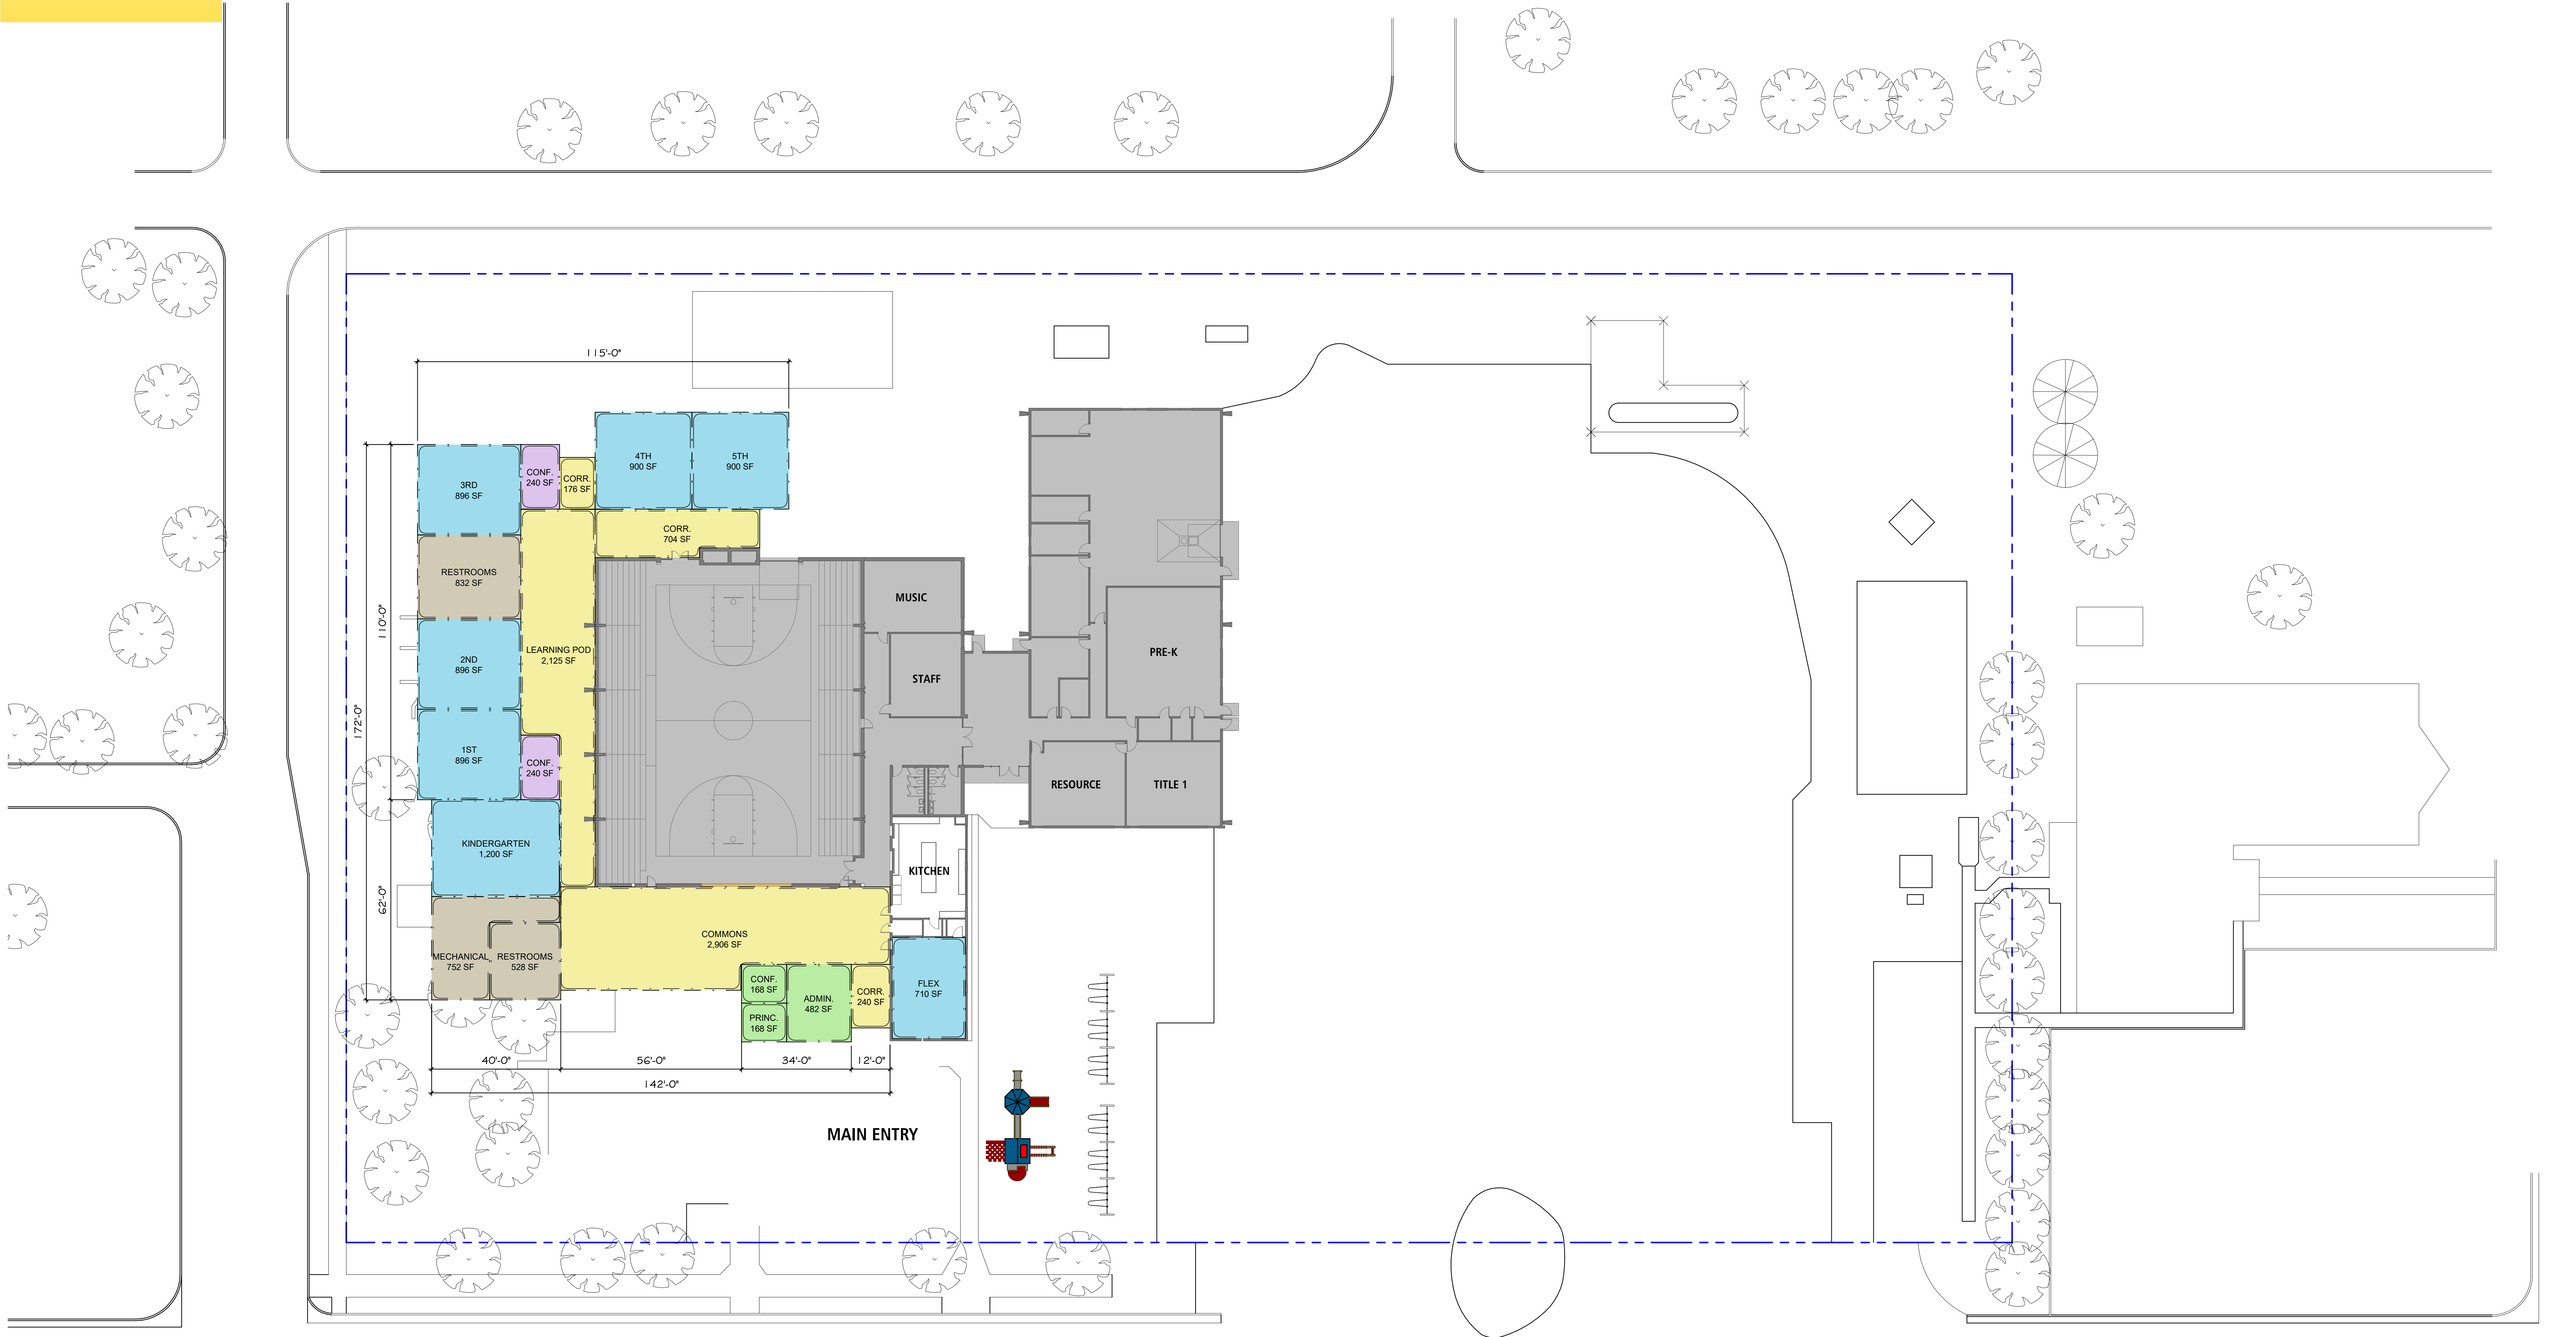 115'-0"
4TH
900 SF
5TH
900 SF
CONF.
240 SF
CORR.
176 SF
3RD
896 SF
CORR.
704 SF
RESTROOMS
832 SF
MUSIC
110'-0"
LEARNING POD
2,125 SF
PRE-K
2ND
896 SF
STAFF
172'-0"
1ST
896 SF
CONF.
240 SF
RESOURCE
TITLE 1
KINDERGARTEN
1,200 SF
KITCHEN
62'-0"
COMMONS
2,906 SF
MECHANICAL
752 SF
RESTROOMS
528 SF
CONF.
168 SF
FLEX
710 SF
CORR.
240 SF
ADMIN.
482 SF
PRINC.
168 SF
40'-0"
56'-0"
34'-0"
12'-0"
142'-0"
MAIN ENTRY